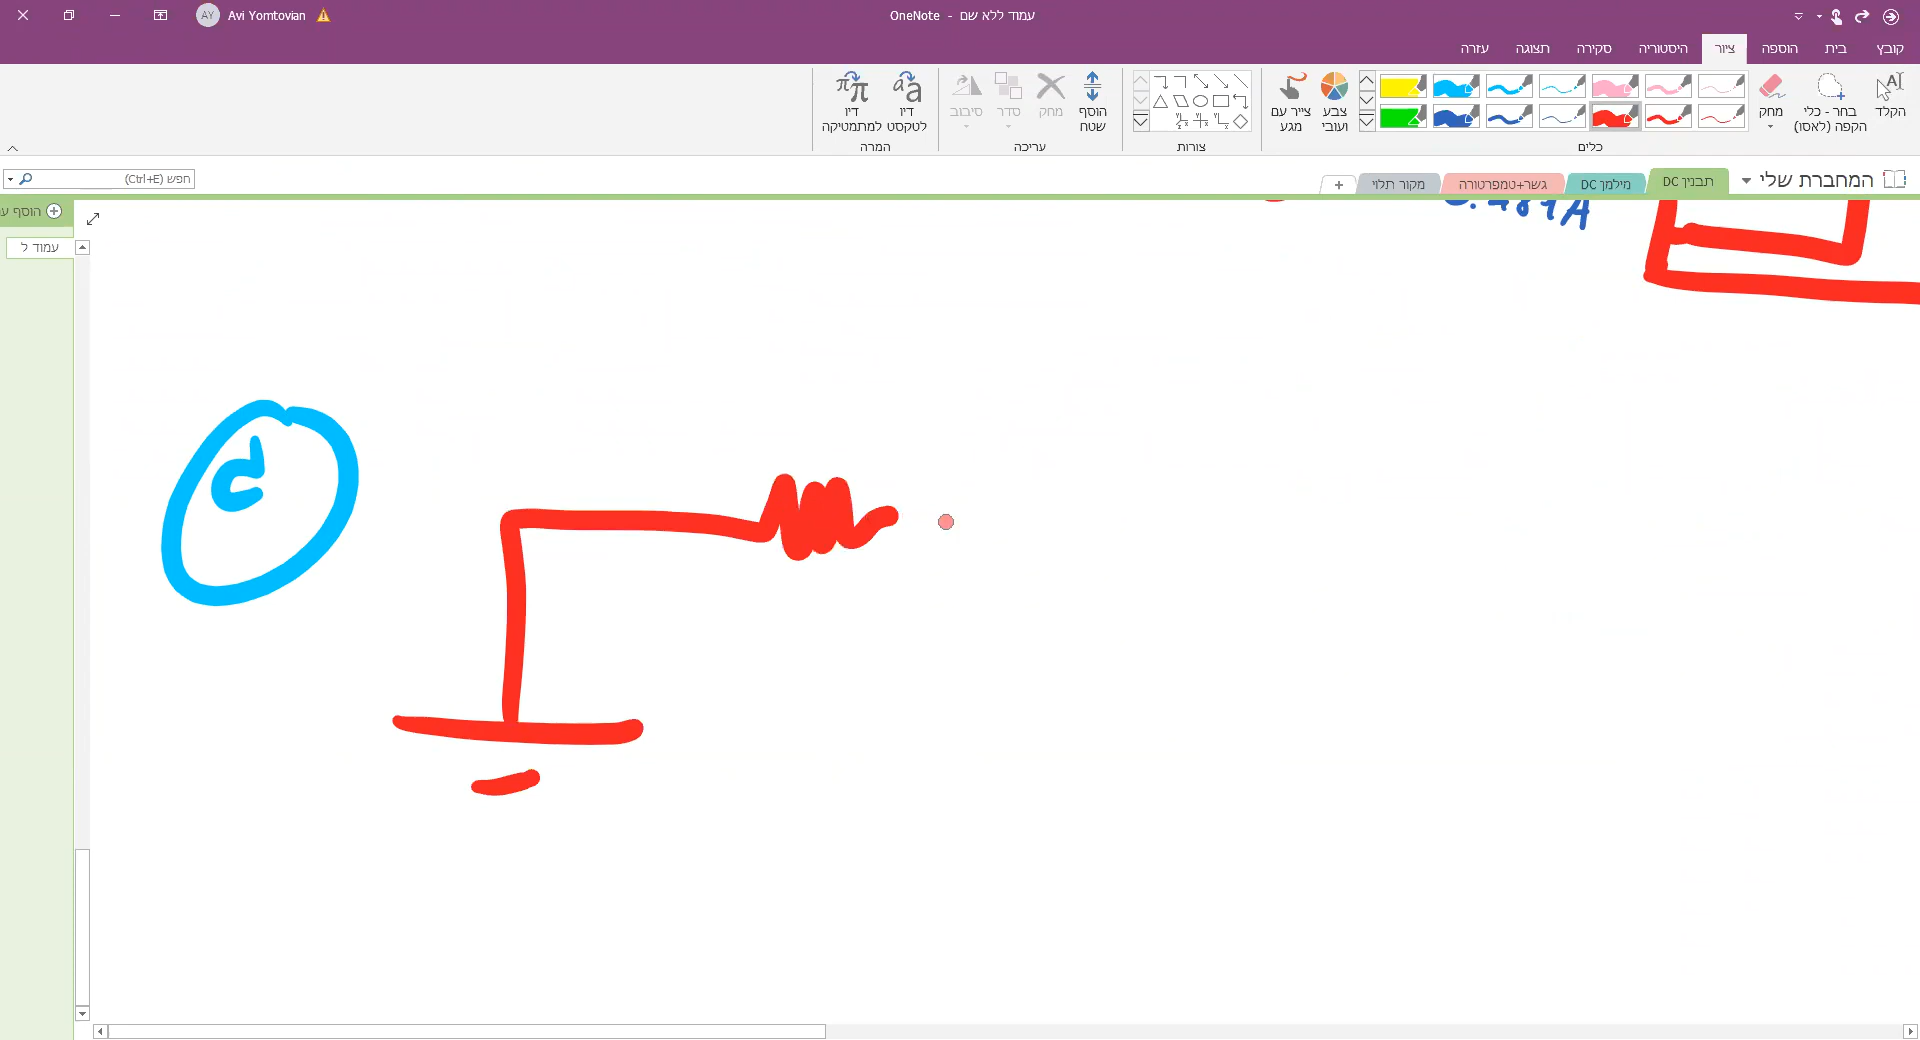 Avi Yomtovian
AY
עמוד ללא שם - OneNote
קובץ
בית
הוספה
ציור
היסטוריה
סקירה
תצוגה
עזרה
הקלד
בחר - כלי
הקפה (לאסו)
מחק
כלים
צבע
ועובי
צייר עם
מגע
צורות
הוסף
שטח
מחק
סדר
סיבוב
עריכה
דיו
לטקסט
דיו
למתמטיקה
המרה
המחברת שלי
תבנין DC
מילמן DC
גשר+טמפרטורה
מקור תלוי
+
חפש (Ctrl+E)
הוסף
עמוד ל